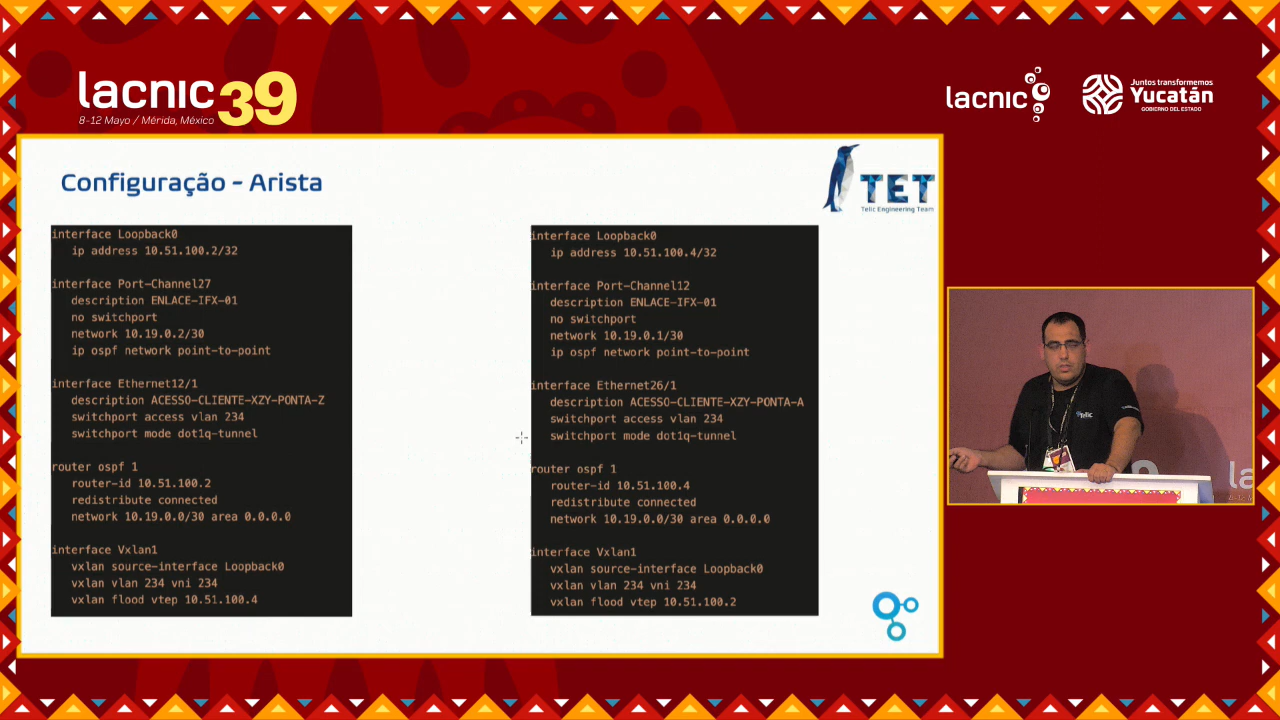 lacnic 39
8-12 Mayo / Mérida, México
lacnic
Juntos transformemos
Yucatán
GOBIERNO DEL ESTADO
Configuração - Arista
TET
Telic Engineering Team
interface Loopback0
ip address 10.51.100.2/32
interface Port-Channel27
description ENLACE-IFX-01
no switchport
network 10.19.0.2/30
ip ospf network point-to-point
interface Ethernet12/1
description ACESSO-CLIENTE-XZY-PONTA-Z
switchport access vlan 234
switchport mode dot1q-tunnel
router ospf 1
router-id 10.51.100.2
redistribute connected
network 10.19.0.0/30 area 0.0.0.0
interface Vxlan1
vxlan source-interface Loopback0
vxlan vlan 234 vni 234
vxlan flood vtep 10.51.100.4
interface Loopback0
ip address 10.51.100.4/32
interface Port-Channel12
description ENLACE-IFX-01
no switchport
network 10.19.0.1/30
ip ospf network point-to-point
interface Ethernet26/1
description ACESSO-CLIENTE-XZY-PONTA-A
switchport access vlan 234
switchport mode dot1q-tunnel
router ospf 1
router-id 10.51.100.4
redistribute connected
network 10.19.0.0/30 area 0.0.0.0
interface Vxlan1
vxlan source-interface Loopback0
vxlan vlan 234 vni 234
vxlan flood vtep 10.51.100.2
Telic